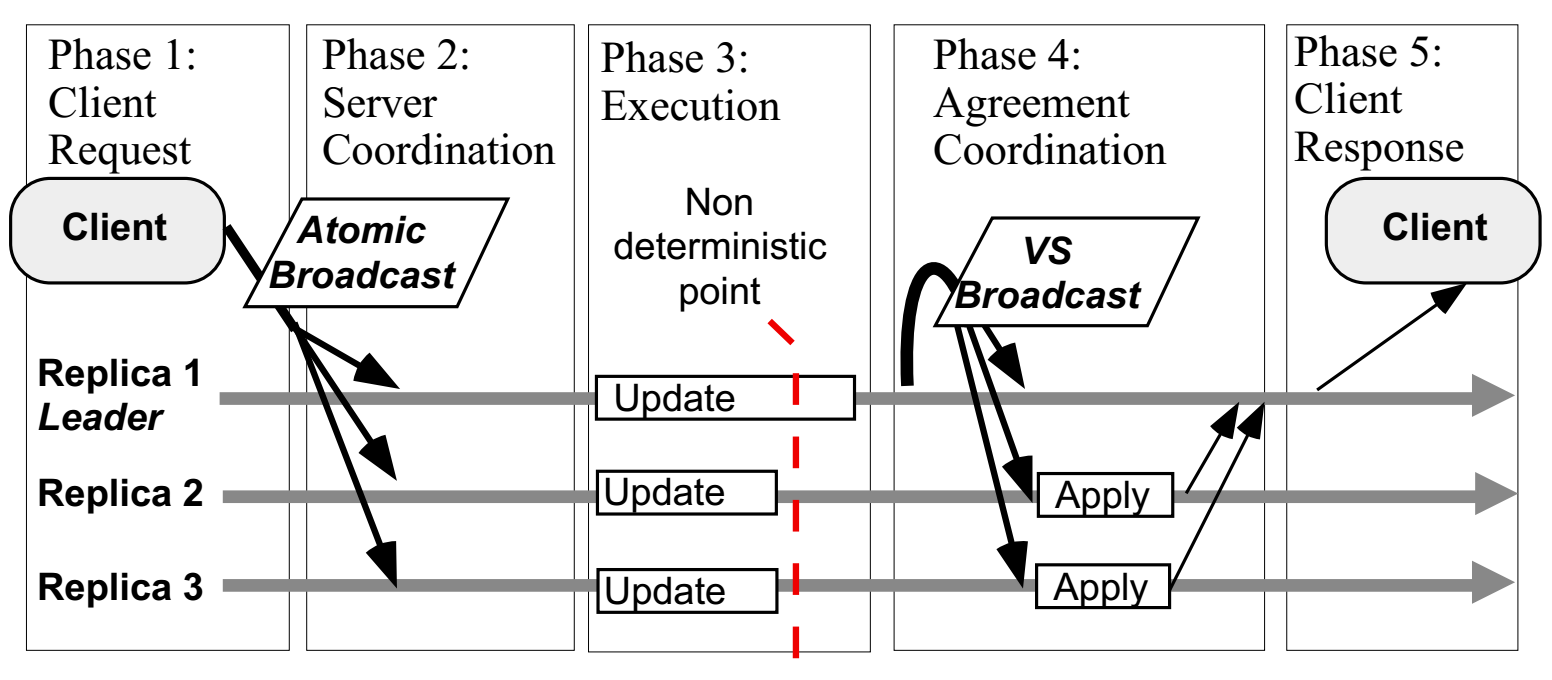 Phase 1:
Client
Request
Phase 2:
Server
Coordination
Phase 3:
Execution
Phase 4:
Agreement
Coordination
Phase 5:
Client
Response
Client
Atomic
Broadcast
Non
deterministic
point
VS
Broadcast
Client
Replica 1
Leader
Update
Replica 2
Update
Apply
Replica 3
Update
Apply